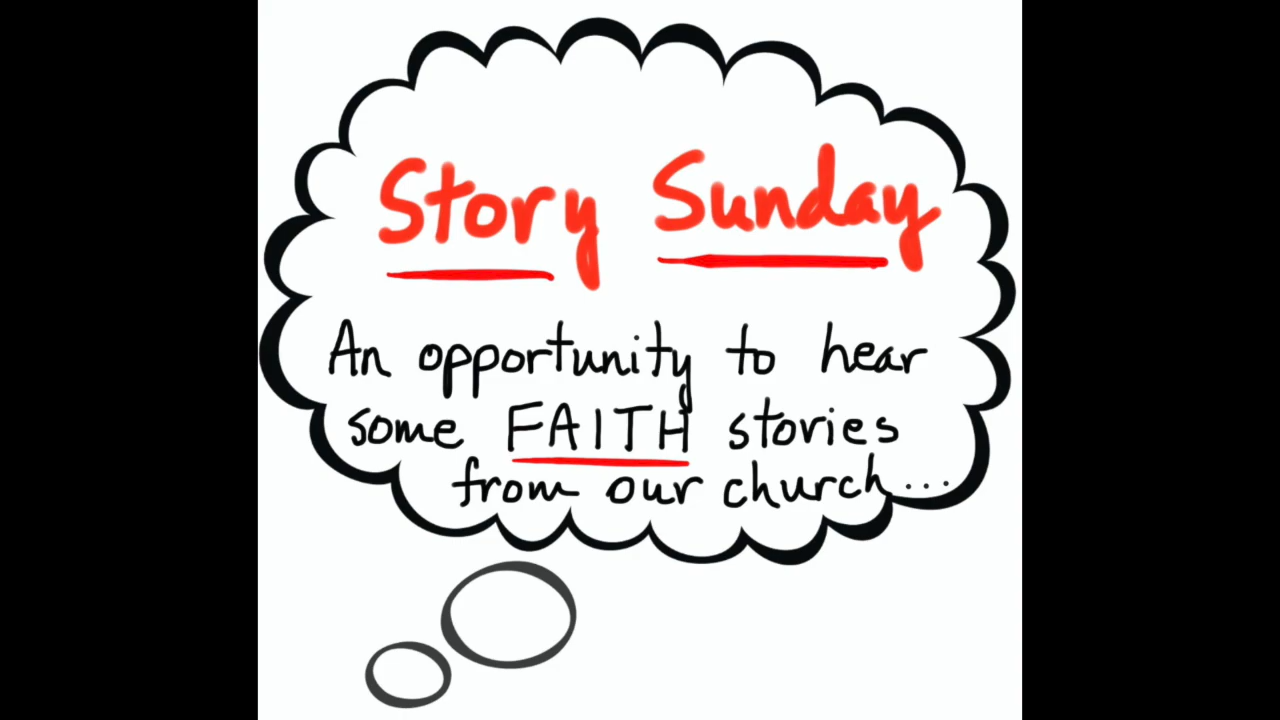 Story Sunday
An opportunity to hear
some FAITH stories
from our church...